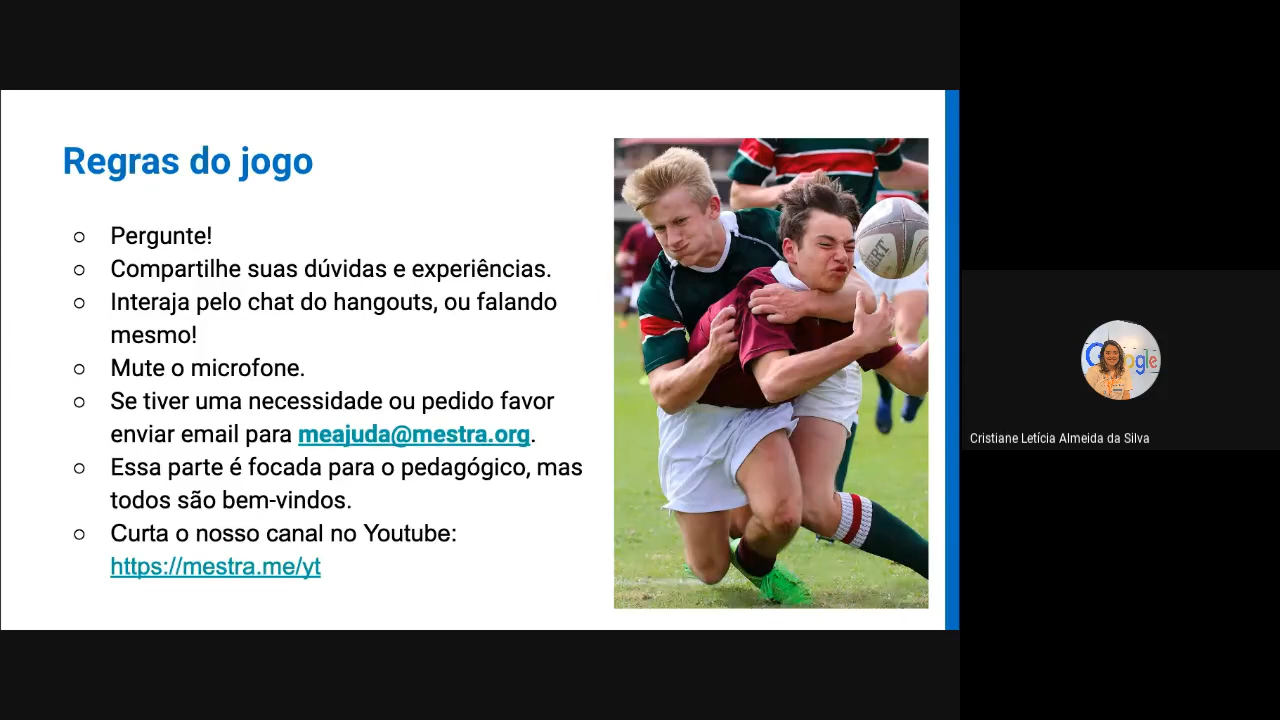 Regras do jogo
○ Pergunte!
○ Compartilhe suas dúvidas e experiências.
○ Interaja pelo chat do hangouts, ou falando
mesmo!
○ Mute o microfone.
○ Se tiver uma necessidade ou pedido favor
enviar email para meajuda@mestra.org.
○ Essa parte é focada para o pedagógico, mas
todos são bem-vindos.
○ Curta o nosso canal no Youtube:
https://mestra.me/yt
Cristiane Letícia Almeida da Silva